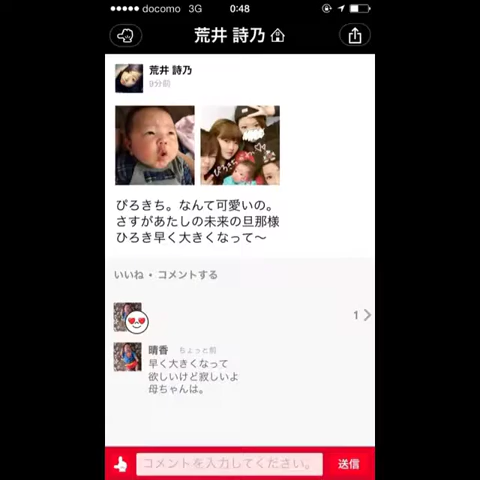 docomo 3G 0:48
荒井 詩乃
荒井 詩乃
9分前
ぴろきち
ぴろきち。なんて可愛いの。
さすがあたしの未来の旦那様
ひろき早く大きくなって〜
いいね・コメントする
1
晴香 ちょっと前
早く大きくなって
欲しいけど寂しいよ
母ちゃんは。
コメントを入力してください。
送信